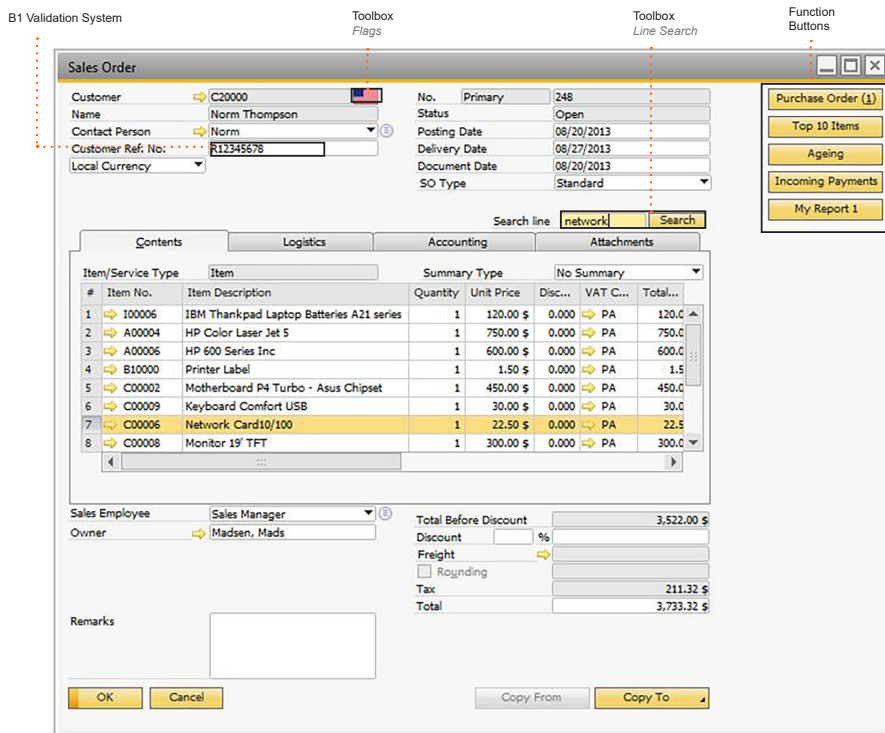 B1 Validation System
Toolbox
Flags
Toolbox
Line Search
Function
Buttons
Sales Order
Customer C20000
Name Norm Thompson
Contact Person Norm
Customer Ref. No. R12345678
Local Currency
No. Primary 248
Status Open
Posting Date 08/20/2013
Delivery Date 08/27/2013
Document Date 08/20/2013
SO Type Standard
Purchase Order (1)
Top 10 Items
Ageing
Incoming Payments
My Report 1
Search line network Search
Contents Logistics Accounting Attachments
Item/Service Type Item Summary Type No Summary
# Item No. Item Description Quantity Unit Price Disc... VAT C... Total...
1 I00006 IBM Thankpad Laptop Batteries A21 series 1 120.00 $ 0.000 PA 120.0
2 A00004 HP Color Laser Jet 5 1 750.00 $ 0.000 PA 750.0
3 A00006 HP 600 Series Inc 1 600.00 $ 0.000 PA 600.0
4 B10000 Printer Label 1 1.50 $ 0.000 PA 1.5
5 C00002 Motherboard P4 Turbo - Asus Chipset 1 450.00 $ 0.000 PA 450.0
6 C00009 Keyboard Comfort USB 1 30.00 $ 0.000 PA 30.0
7 C00006 Network Card10/100 1 22.50 $ 0.000 PA 22.5
8 C00008 Monitor 19' TFT 1 300.00 $ 0.000 PA 300.0
Sales Employee Sales Manager
Owner Madsen, Mads
Total Before Discount 3,522.00 $
Discount %
Freight
Rounding
Tax 211.32 $
Total 3,733.32 $
Remarks
OK Cancel Copy From Copy To